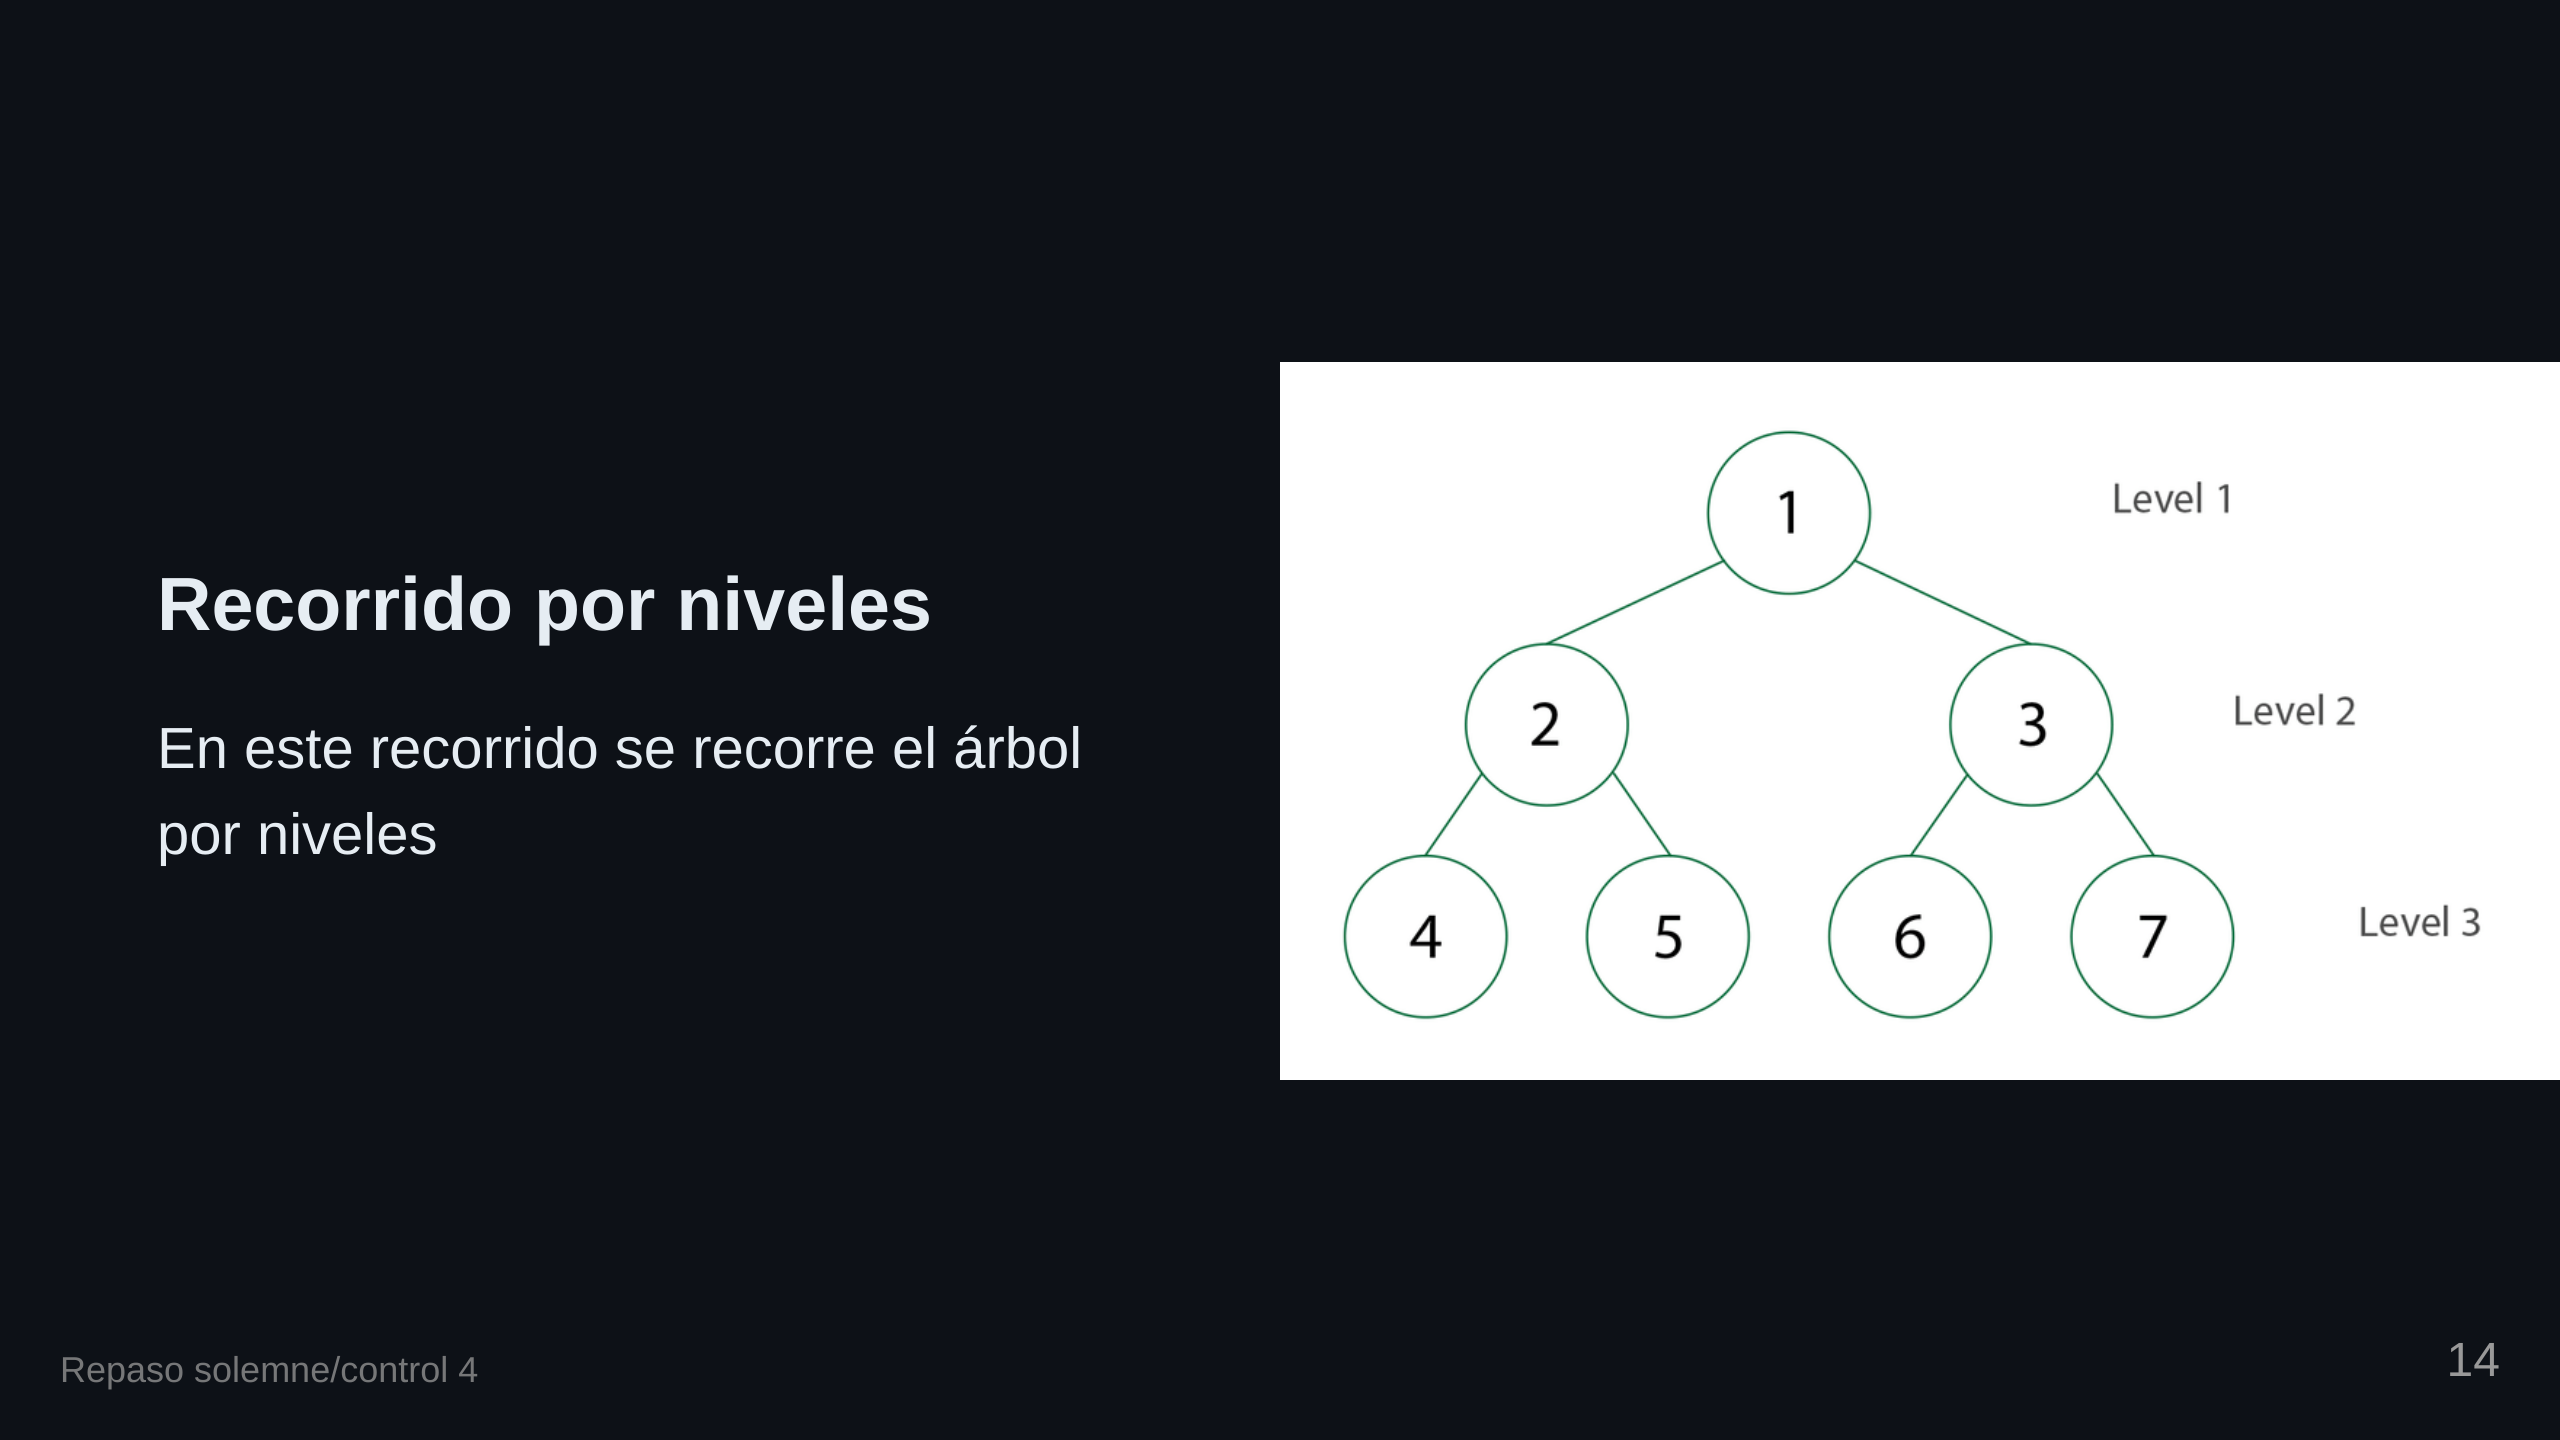 Recorrido por niveles
En este recorrido se recorre el árbol
por niveles
1
Level 1
2
3
Level 2
4
5
6
7
Level 3
Repaso solemne/control 4
14